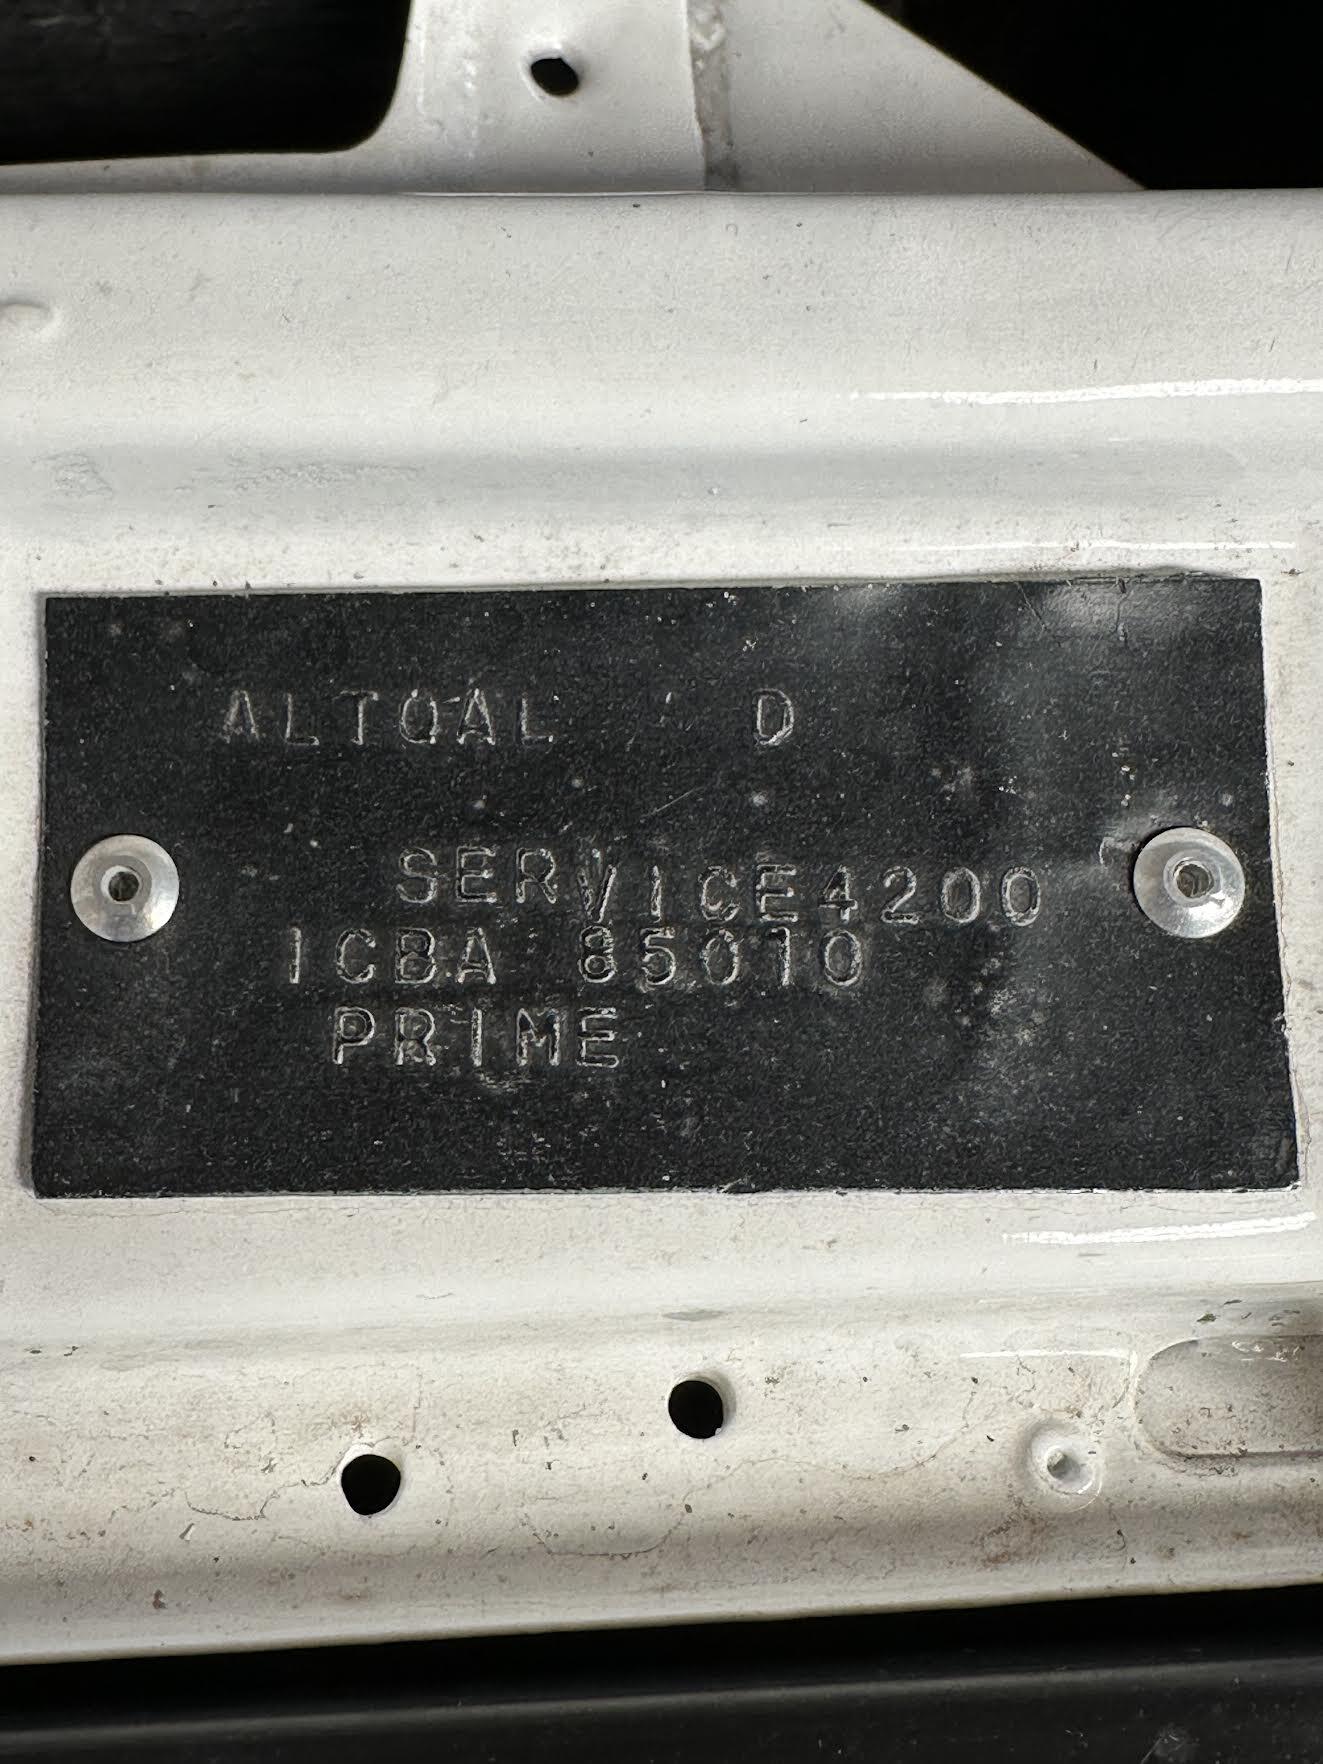 ALTQAL D
SERVICE4200
ICBA 85010
PRIME